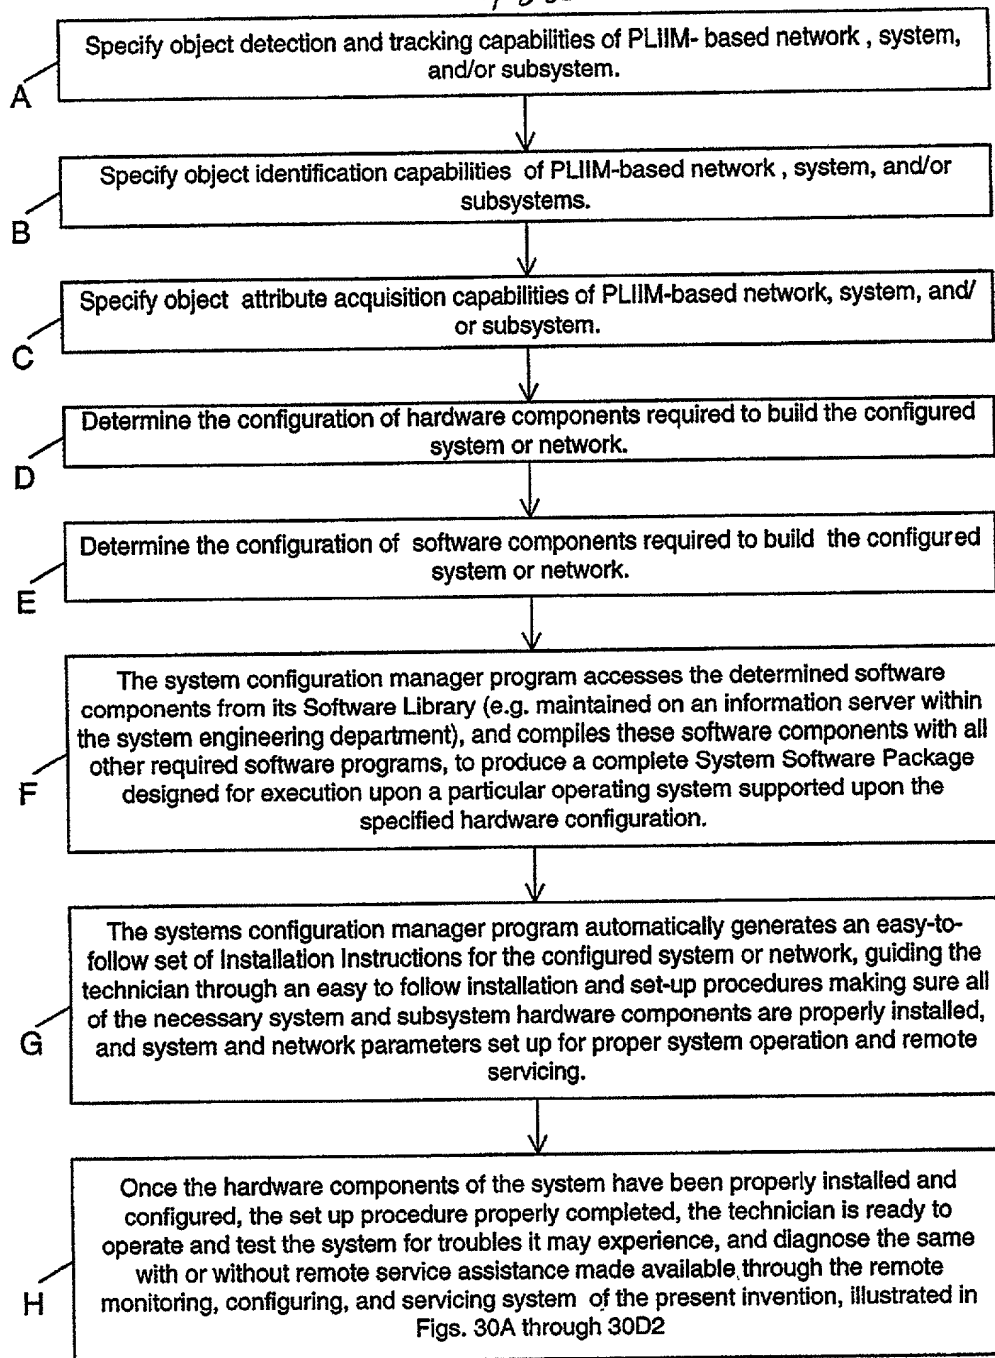 Specify object detection and tracking capabilities of PLIIM- based network , system,
and/or subsystem.
A
Specify object identification capabilities of PLIIM-based network , system, and/or
subsystems.
B
Specify object attribute acquisition capabilities of PLIIM-based network, system, and/
or subsystem.
C
Determine the configuration of hardware components required to build the configured
system or network.
D
Determine the configuration of software components required to build the configured
system or network.
E
The system configuration manager program accesses the determined software
components from its Software Library (e.g. maintained on an information server within
the system engineering department), and compiles these software components with all
other required software programs, to produce a complete System Software Package
designed for execution upon a particular operating system supported upon the
specified hardware configuration.
F
The systems configuration manager program automatically generates an easy-to-
follow set of Installation Instructions for the configured system or network, guiding the
technician through an easy to follow installation and set-up procedures making sure all
of the necessary system and subsystem hardware components are properly installed,
and system and network parameters set up for proper system operation and remote
servicing.
G
Once the hardware components of the system have been properly installed and
configured, the set up procedure properly completed, the technician is ready to
operate and test the system for troubles it may experience, and diagnose the same
with or without remote service assistance made available through the remote
monitoring, configuring, and servicing system of the present invention, illustrated in
Figs. 30A through 30D2
H